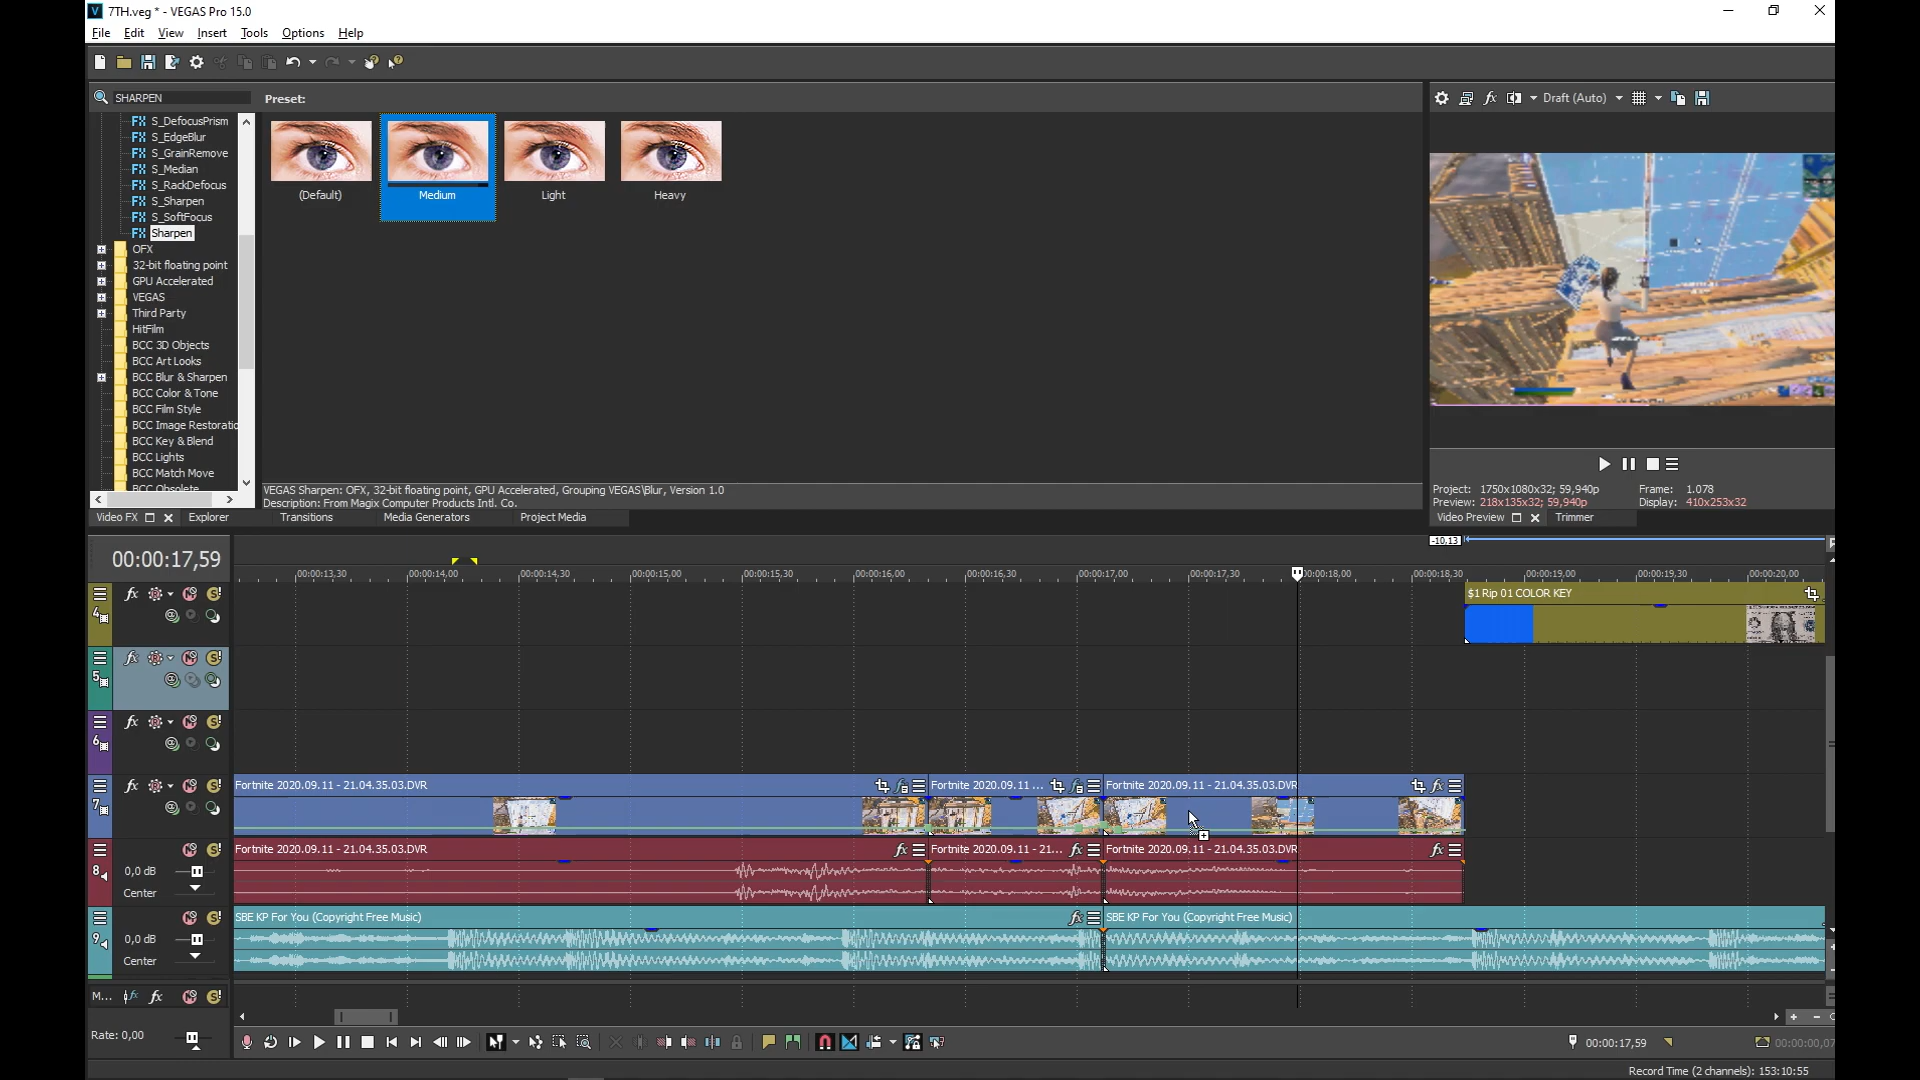 7TH.veg * - VEGAS Pro 15.0
File Edit View Insert Tools Options Help
SHARPEN
Preset:
S_DefocusPrism
S_EdgeBlur
S_GrainRemove
S_Median
S_RackDefocus
S_Sharpen
S_SoftFocus
Sharpen
OFX
32-bit floating point
GPU Accelerated
VEGAS
Third Party
HitFilm
BCC 3D Objects
BCC Art Looks
BCC Blur & Sharpen
BCC Color & Tone
BCC Film Style
BCC Image Restoratio
BCC Key & Blend
BCC Lights
BCC Match Move
BCC Obsolete
(Default) Medium Light Heavy
VEGAS Sharpen: OFX, 32-bit floating point, GPU Accelerated, Grouping VEGAS\Blur, Version 1.0
Description: From Magix Computer Products Intl. Co.
Video FX Explorer Transitions Media Generators Project Media
Draft (Auto)
Project: 1750x1080x32; 59,940p Frame: 1.078
Preview: 218x135x32; 59,940p Display: 410x253x32
Video Preview Trimmer
-10.13
00:00:17,59
00:00:13,30 00:00:14,00 00:00:14,30 00:00:15,00 00:00:15,30 00:00:16,00 00:00:16,30 00:00:17,00 00:00:17,30 00:00:18,00 00:00:18,30 00:00:19,00 00:00:19,30 00:00:20,00
4 $1 Rip 01 COLOR KEY
5
6
7 Fortnite 2020.09.11 - 21.04.35.03.DVR Fortnite 2020.09.11 ... Fortnite 2020.09.11 - 21.04.35.03.DVR
8 Fortnite 2020.09.11 - 21.04.35.03.DVR Fortnite 2020.09.11 - 21... Fortnite 2020.09.11 - 21.04.35.03.DVR
0,0 dB
Center
9 SBE KP For You (Copyright Free Music) SBE KP For You (Copyright Free Music)
0,0 dB
Center
M...
Rate: 0,00
00:00:17,59 00:00:00,07
Record Time (2 channels): 153:10:55